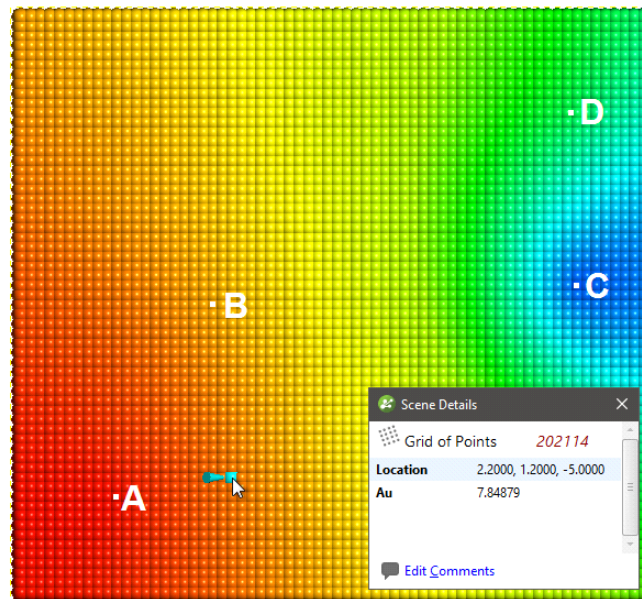 D
C
B
A
Scene Details
Grid of Points 202114
Location 2.2000, 1.2000, -5.0000
Au 7.84879
Edit Comments